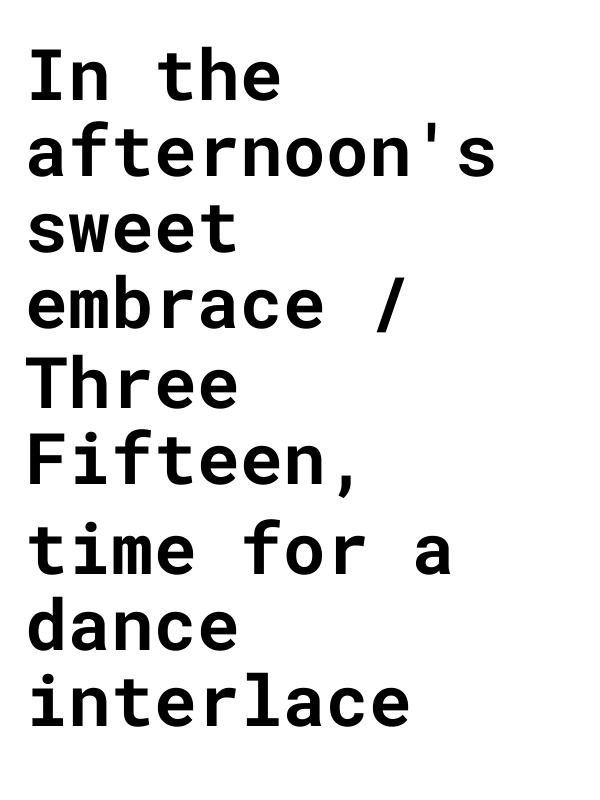 In the
afternoon's
sweet
embrace /
Three
Fifteen,
time for a
dance
interlace